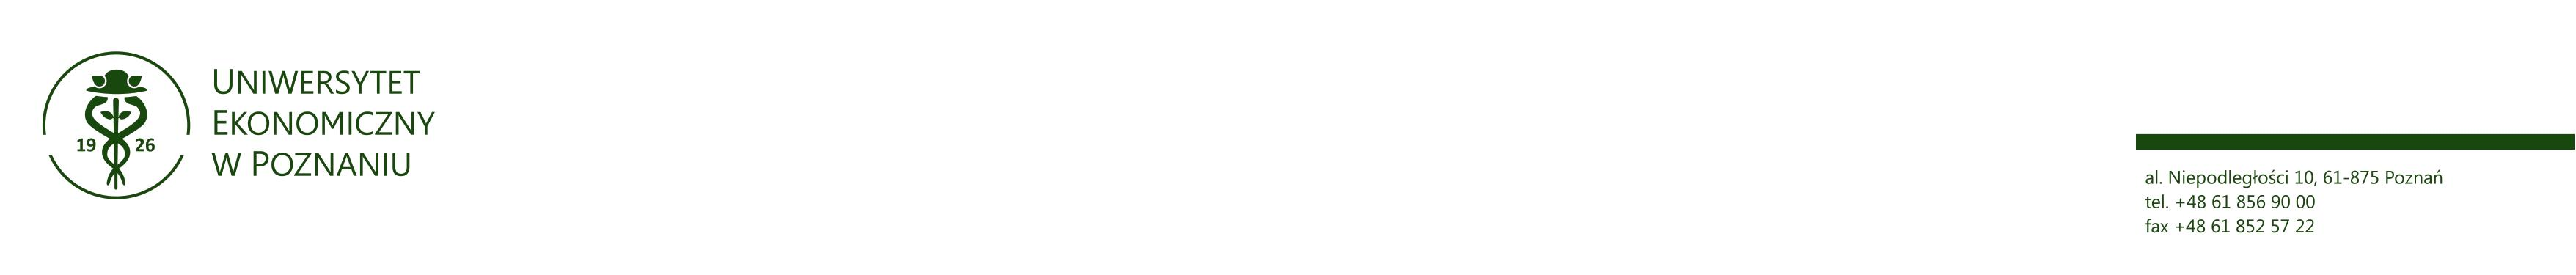 19 26
UNIWERSYTET
EKONOMICZNY
W POZNANIU
al. Niepodległości 10, 61-875 Poznań
tel. +48 61 856 90 00
fax +48 61 852 57 22